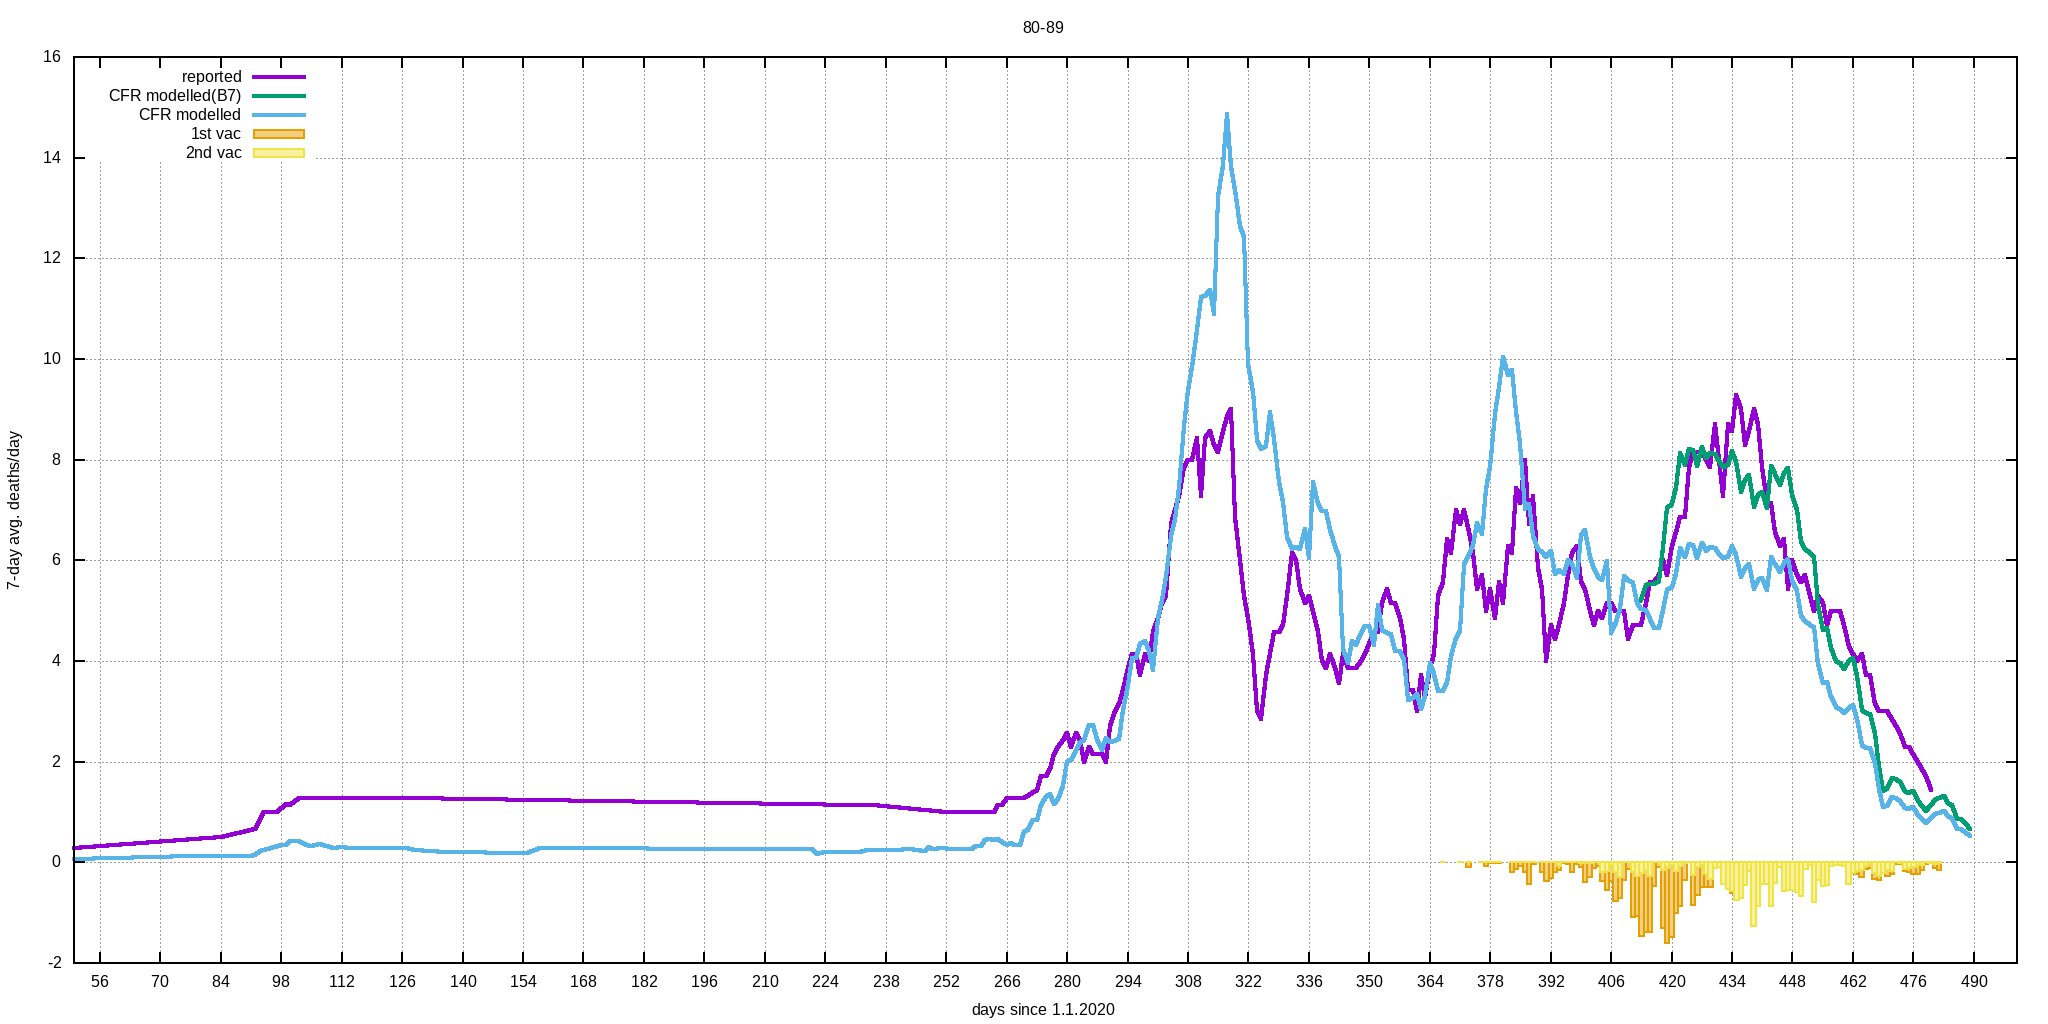 80-89
16
14
12
10
8
6
4
2
0
-2
7-day avg. deaths/day
reported
CFR modelled(B7)
CFR modelled
1st vac
2nd vac
56 70 84 98 112 126 140 154 168 182 196 210 224 238 252 266 280 294 308 322 336 350 364 378 392 406 420 434 448 462 476 490
days since 1.1.2020